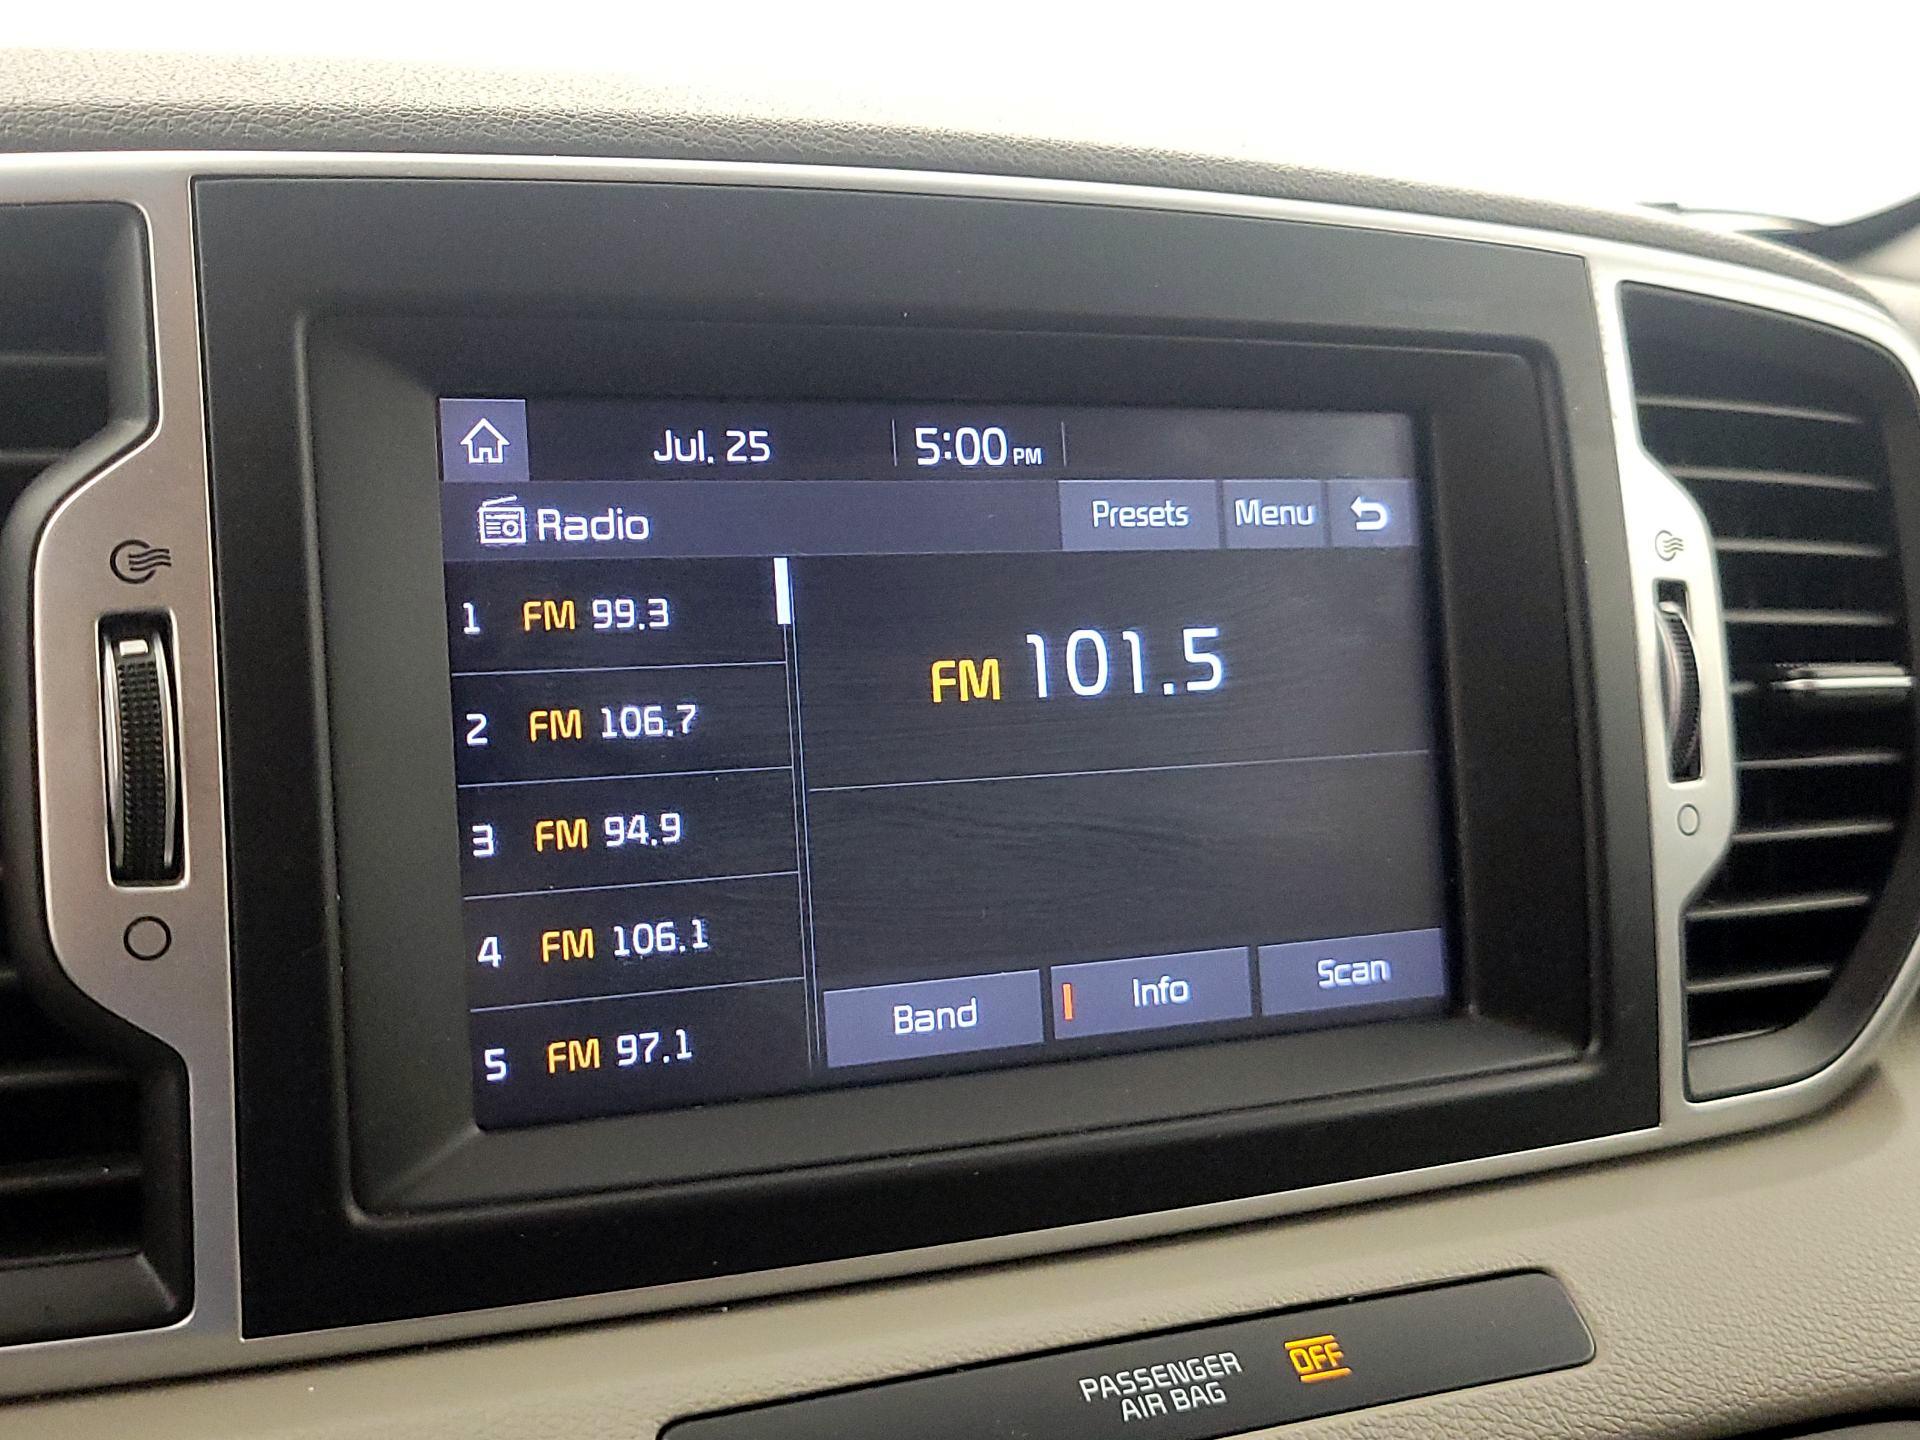 Jul. 25 5:00 PM
Radio Presets Menu
1 FM 99.3
2 FM 106.7
3 FM 94.9
4 FM 106.1
5 FM 97.1
FM 101.5
Band Info Scan
PASSENGER
AIR BAG
OFF